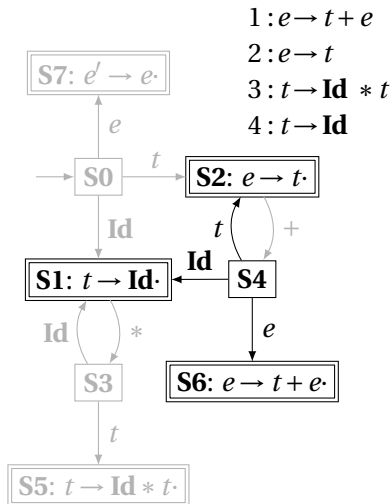 1 : e → t + e
2 : e → t
3 : t → Id ∗ t
4 : t → Id
S7: e′ → e·
e
S0
t
S2: e → t·
Id
t
+
S1: t → Id·
Id
S4
Id
∗
e
S3
S6: e → t + e·
t
S5: t → Id ∗ t·